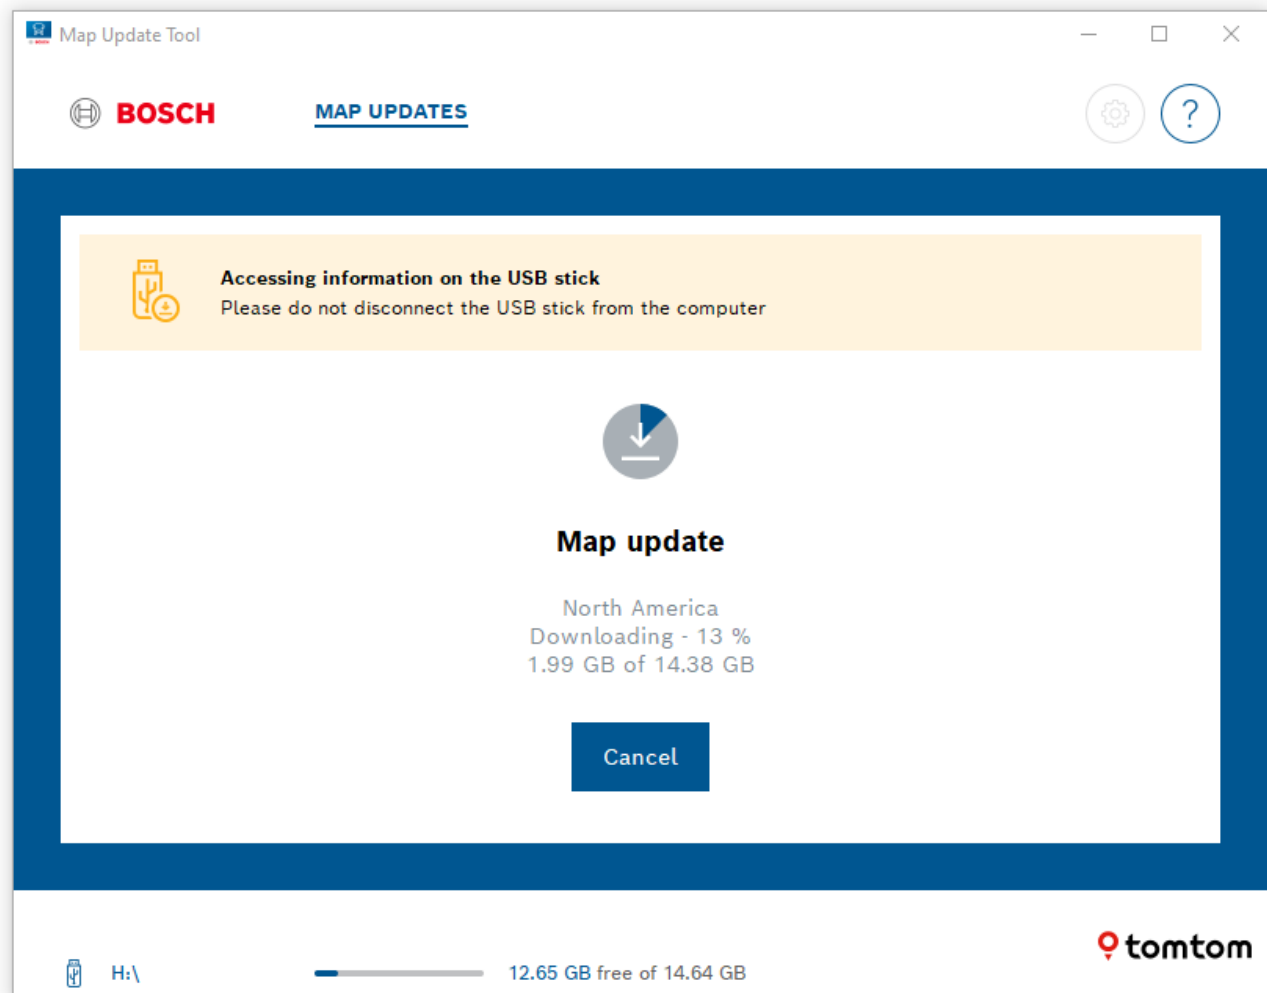 Map Update Tool
BOSCH
MAP UPDATES
?
Accessing information on the USB stick
Please do not disconnect the USB stick from the computer
Map update
North America
Downloading - 13 %
1.99 GB of 14.38 GB
Cancel
tomtom
H:\
12.65 GB free of 14.64 GB